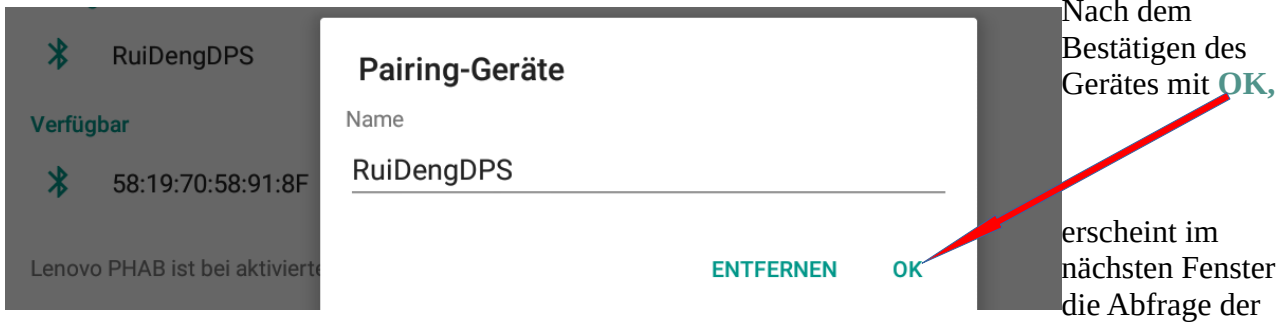 RuiDengDPS
Verfügbar
58:19:70:58:91:8F
Lenovo PHAB ist bei aktivierte
Pairing-Geräte
Name
RuiDengDPS
ENTFERNEN OK
Nach dem
Bestätigen des
Gerätes mit OK,
erscheint im
nächsten Fenster
die Abfrage der